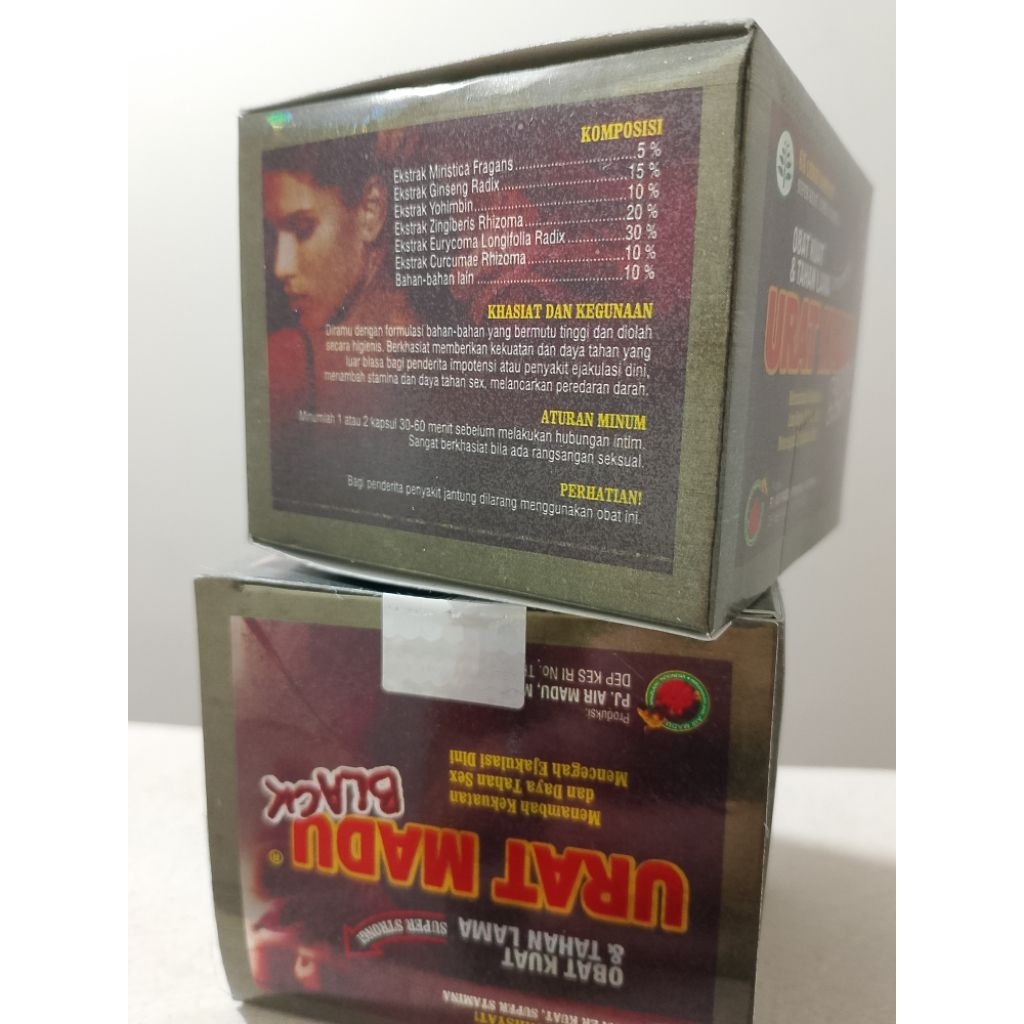 KOMPOSISI
Ekstrak Miristica Fragans..............................5 %
Ekstrak Ginseng Radix..............................15 %
Ekstrak Yohimbin..............................10 %
Ekstrak Zingiberis Rhizoma..............................20 %
Ekstrak Eurycoma Longifolia Radix..............................30 %
Ekstrak Curcumae Rhizoma..............................10 %
Bahan-bahan lain..............................10 %
KHASIAT DAN KEGUNAAN
Diramu dengan formulasi bahan-bahan yang bermutu tinggi dan diolah
secara higienis. Berkhasiat memberikan kekuatan dan daya tahan yang
luar biasa bagi penderita impotensi atau penyakit ejakulasi dini,
menambah stamina dan daya tahan sex, melancarkan peredaran darah.
ATURAN MINUM
Minumlah 1 atau 2 kapsul 30-60 menit sebelum melakukan hubungan intim.
Sangat berkhasiat bila ada rangsangan seksual.
PERHATIAN!
Bagi penderita penyakit jantung dilarang menggunakan obat ini.
OBAT KUAT
& TAHAN LAMA
URAT
SUPER STAMINA
OBAT KUAT
& TAHAN LAMA
SUPER STRONG
URAT MADU®
BLACK
Menambah Kekuatan
dan Daya Tahan Sex
Mencegah Ejakulasi Dini
Produksi:
PJ. AIR MADU,
DEP KES RI No.